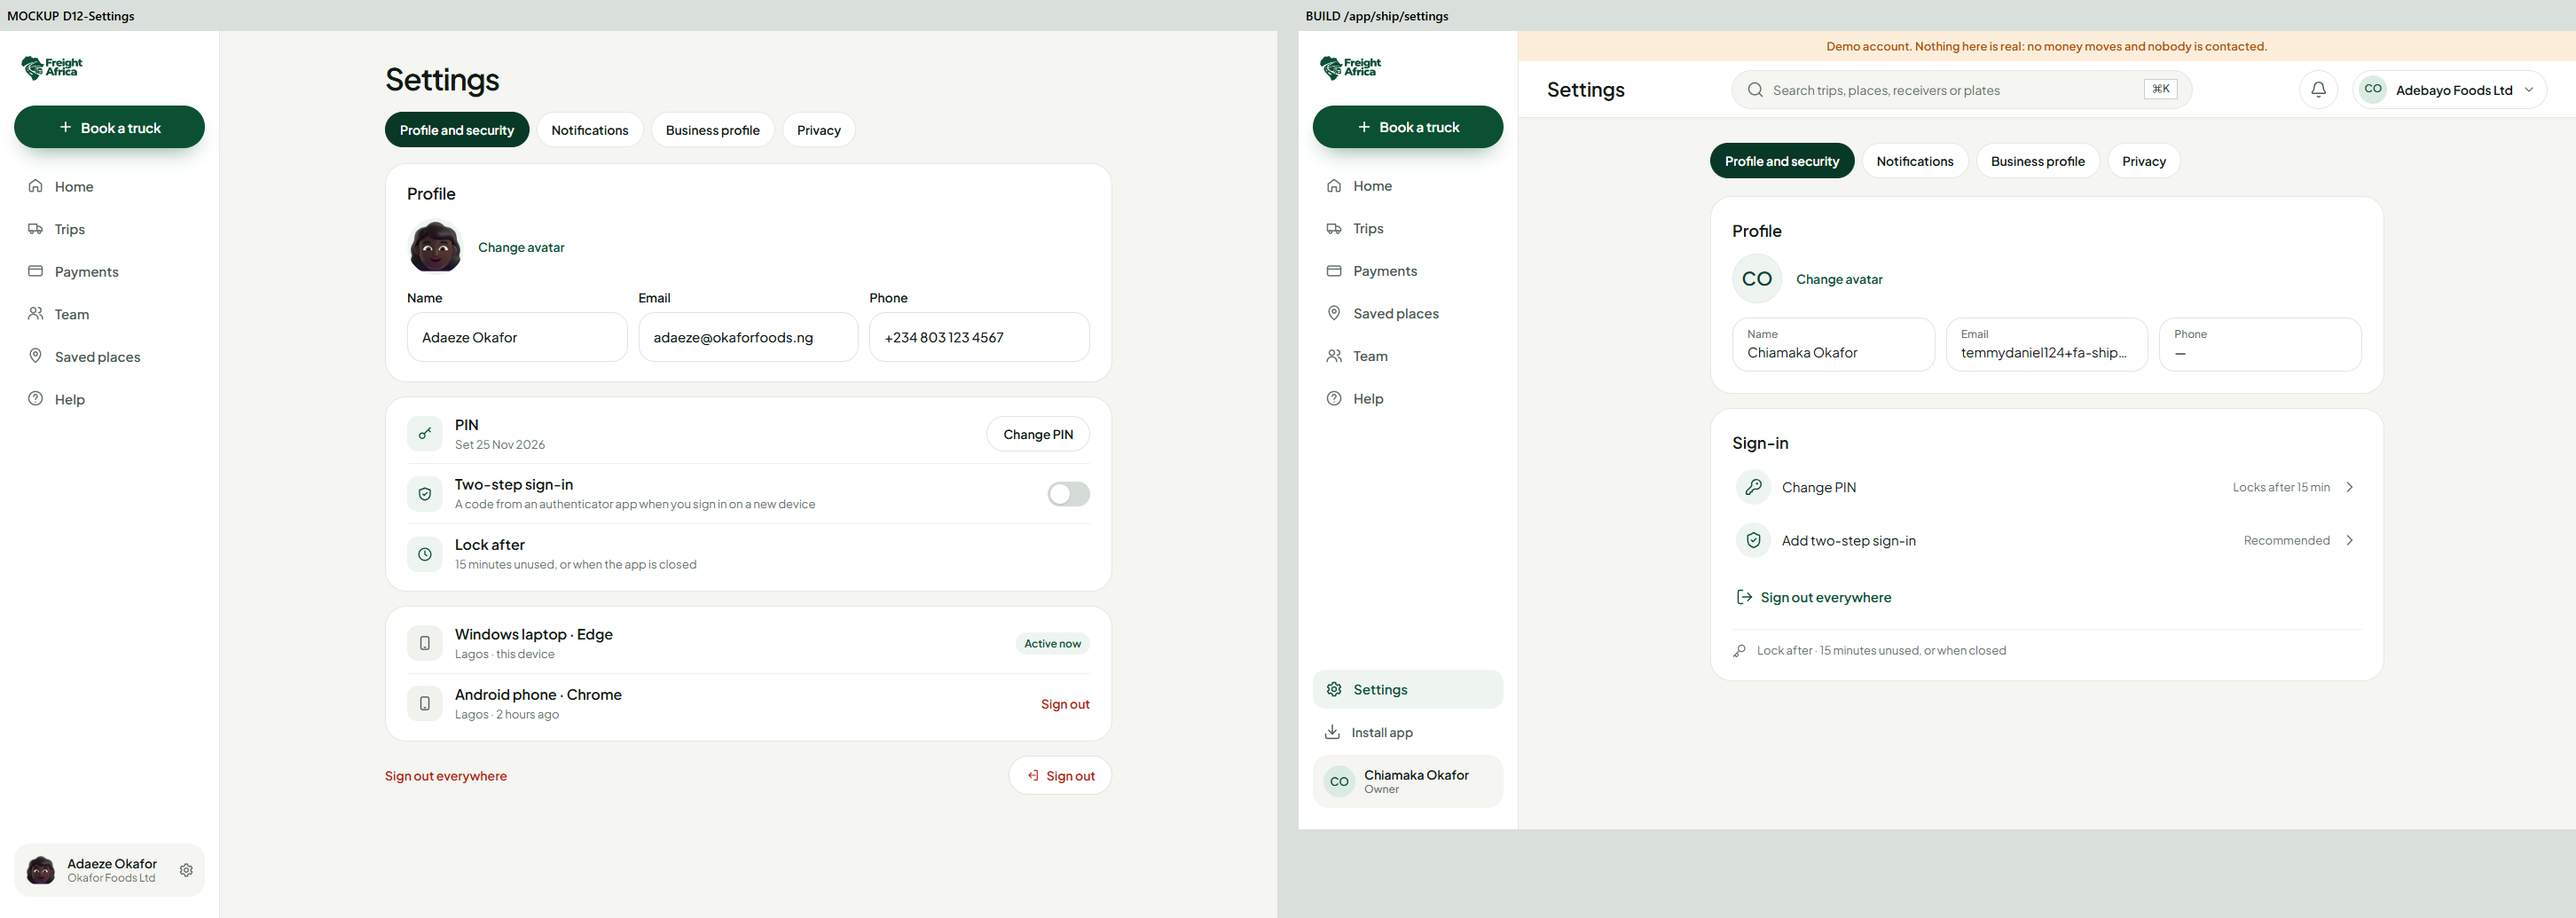 MOCKUP D12-Settings
Freight
Africa
Book a truck
Home
Trips
Payments
Team
Saved places
Help
Adaeze Okafor
Okafor Foods Ltd
Settings
Profile and security
Notifications
Business profile
Privacy
Profile
Change avatar
Name
Email
Phone
Adaeze Okafor
adaeze@okaforfoods.ng
+234 803 123 4567
PIN
Set 25 Nov 2026
Change PIN
Two-step sign-in
A code from an authenticator app when you sign in on a new device
Lock after
15 minutes unused, or when the app is closed
Windows laptop · Edge
Lagos · this device
Active now
Android phone · Chrome
Lagos · 2 hours ago
Sign out
Sign out everywhere
Sign out
BUILD /app/ship/settings
Freight
Africa
Book a truck
Home
Trips
Payments
Saved places
Team
Help
Settings
Install app
CO
Chiamaka Okafor
Owner
Demo account. Nothing here is real: no money moves and nobody is contacted.
Settings
Search trips, places, receivers or plates
⌘K
CO
Adebayo Foods Ltd
Profile and security
Notifications
Business profile
Privacy
Profile
CO
Change avatar
Name
Chiamaka Okafor
Email
temmydaniel124+fa-ship...
Phone
—
Sign-in
Change PIN
Locks after 15 min
Add two-step sign-in
Recommended
Sign out everywhere
Lock after · 15 minutes unused, or when closed